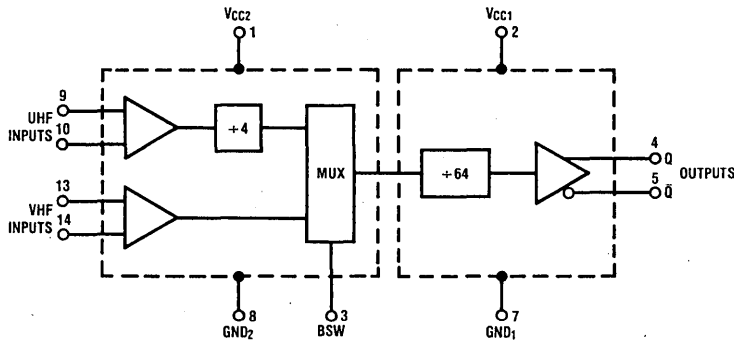 VCC2
1
VCC1
2
9
UHF
INPUTS
10
÷4
MUX
÷64
4
Q
OUTPUTS
5
Q̄
13
VHF
INPUTS
14
8
GND2
3
BSW
7
GND1